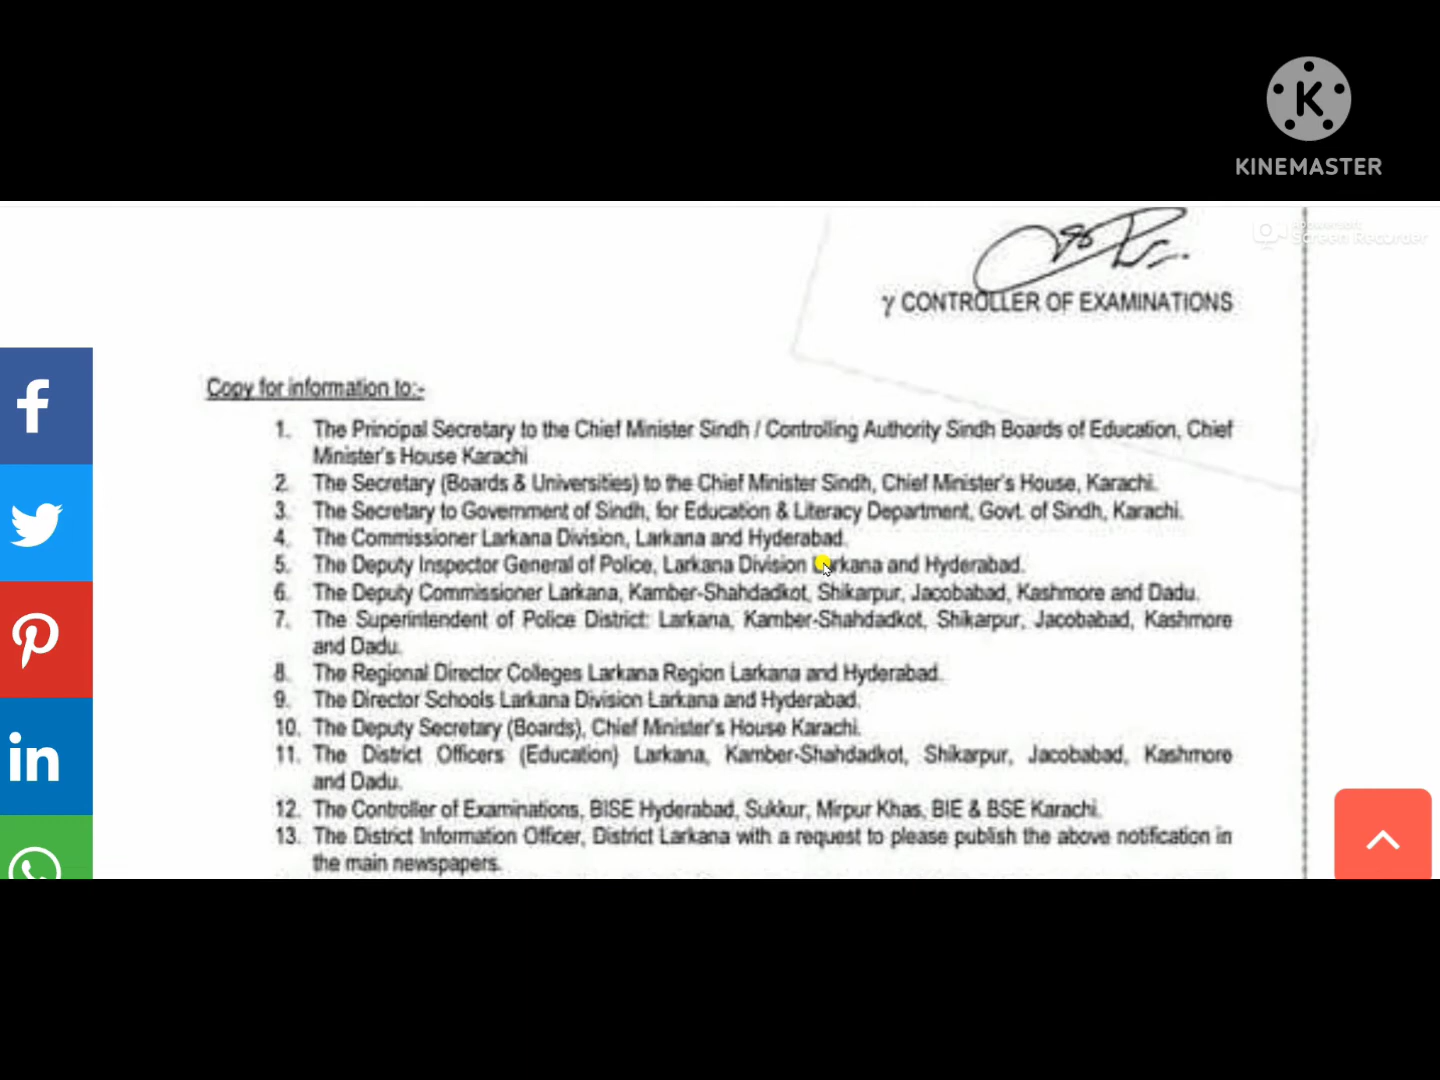 KINEMASTER
Screen Recorder
γ CONTROLLER OF EXAMINATIONS
Copy for information to:-
1. The Principal Secretary to the Chief Minister Sindh / Controlling Authority Sindh Boards of Education, Chief
Minister's House Karachi
2. The Secretary (Boards & Universities) to the Chief Minister Sindh, Chief Minister's House, Karachi.
3. The Secretary to Government of Sindh, for Education & Literacy Department, Govt. of Sindh, Karachi.
4. The Commissioner Larkana Division, Larkana and Hyderabad.
5. The Deputy Inspector General of Police, Larkana Division Larkana and Hyderabad.
6. The Deputy Commissioner Larkana, Kamber-Shahdadkot, Shikarpur, Jacobabad, Kashmore and Dadu.
7. The Superintendent of Police District: Larkana, Kamber-Shahdadkot, Shikarpur, Jacobabad, Kashmore
and Dadu.
8. The Regional Director Colleges Larkana Region Larkana and Hyderabad.
9. The Director Schools Larkana Division Larkana and Hyderabad.
10. The Deputy Secretary (Boards), Chief Minister's House Karachi.
11. The District Officers (Education) Larkana, Kamber-Shahdadkot, Shikarpur, Jacobabad, Kashmore
and Dadu.
12. The Controller of Examinations, BISE Hyderabad, Sukkur, Mirpur Khas, BIE & BSE Karachi.
13. The District Information Officer, District Larkana with a request to please publish the above notification in
the main newspapers.